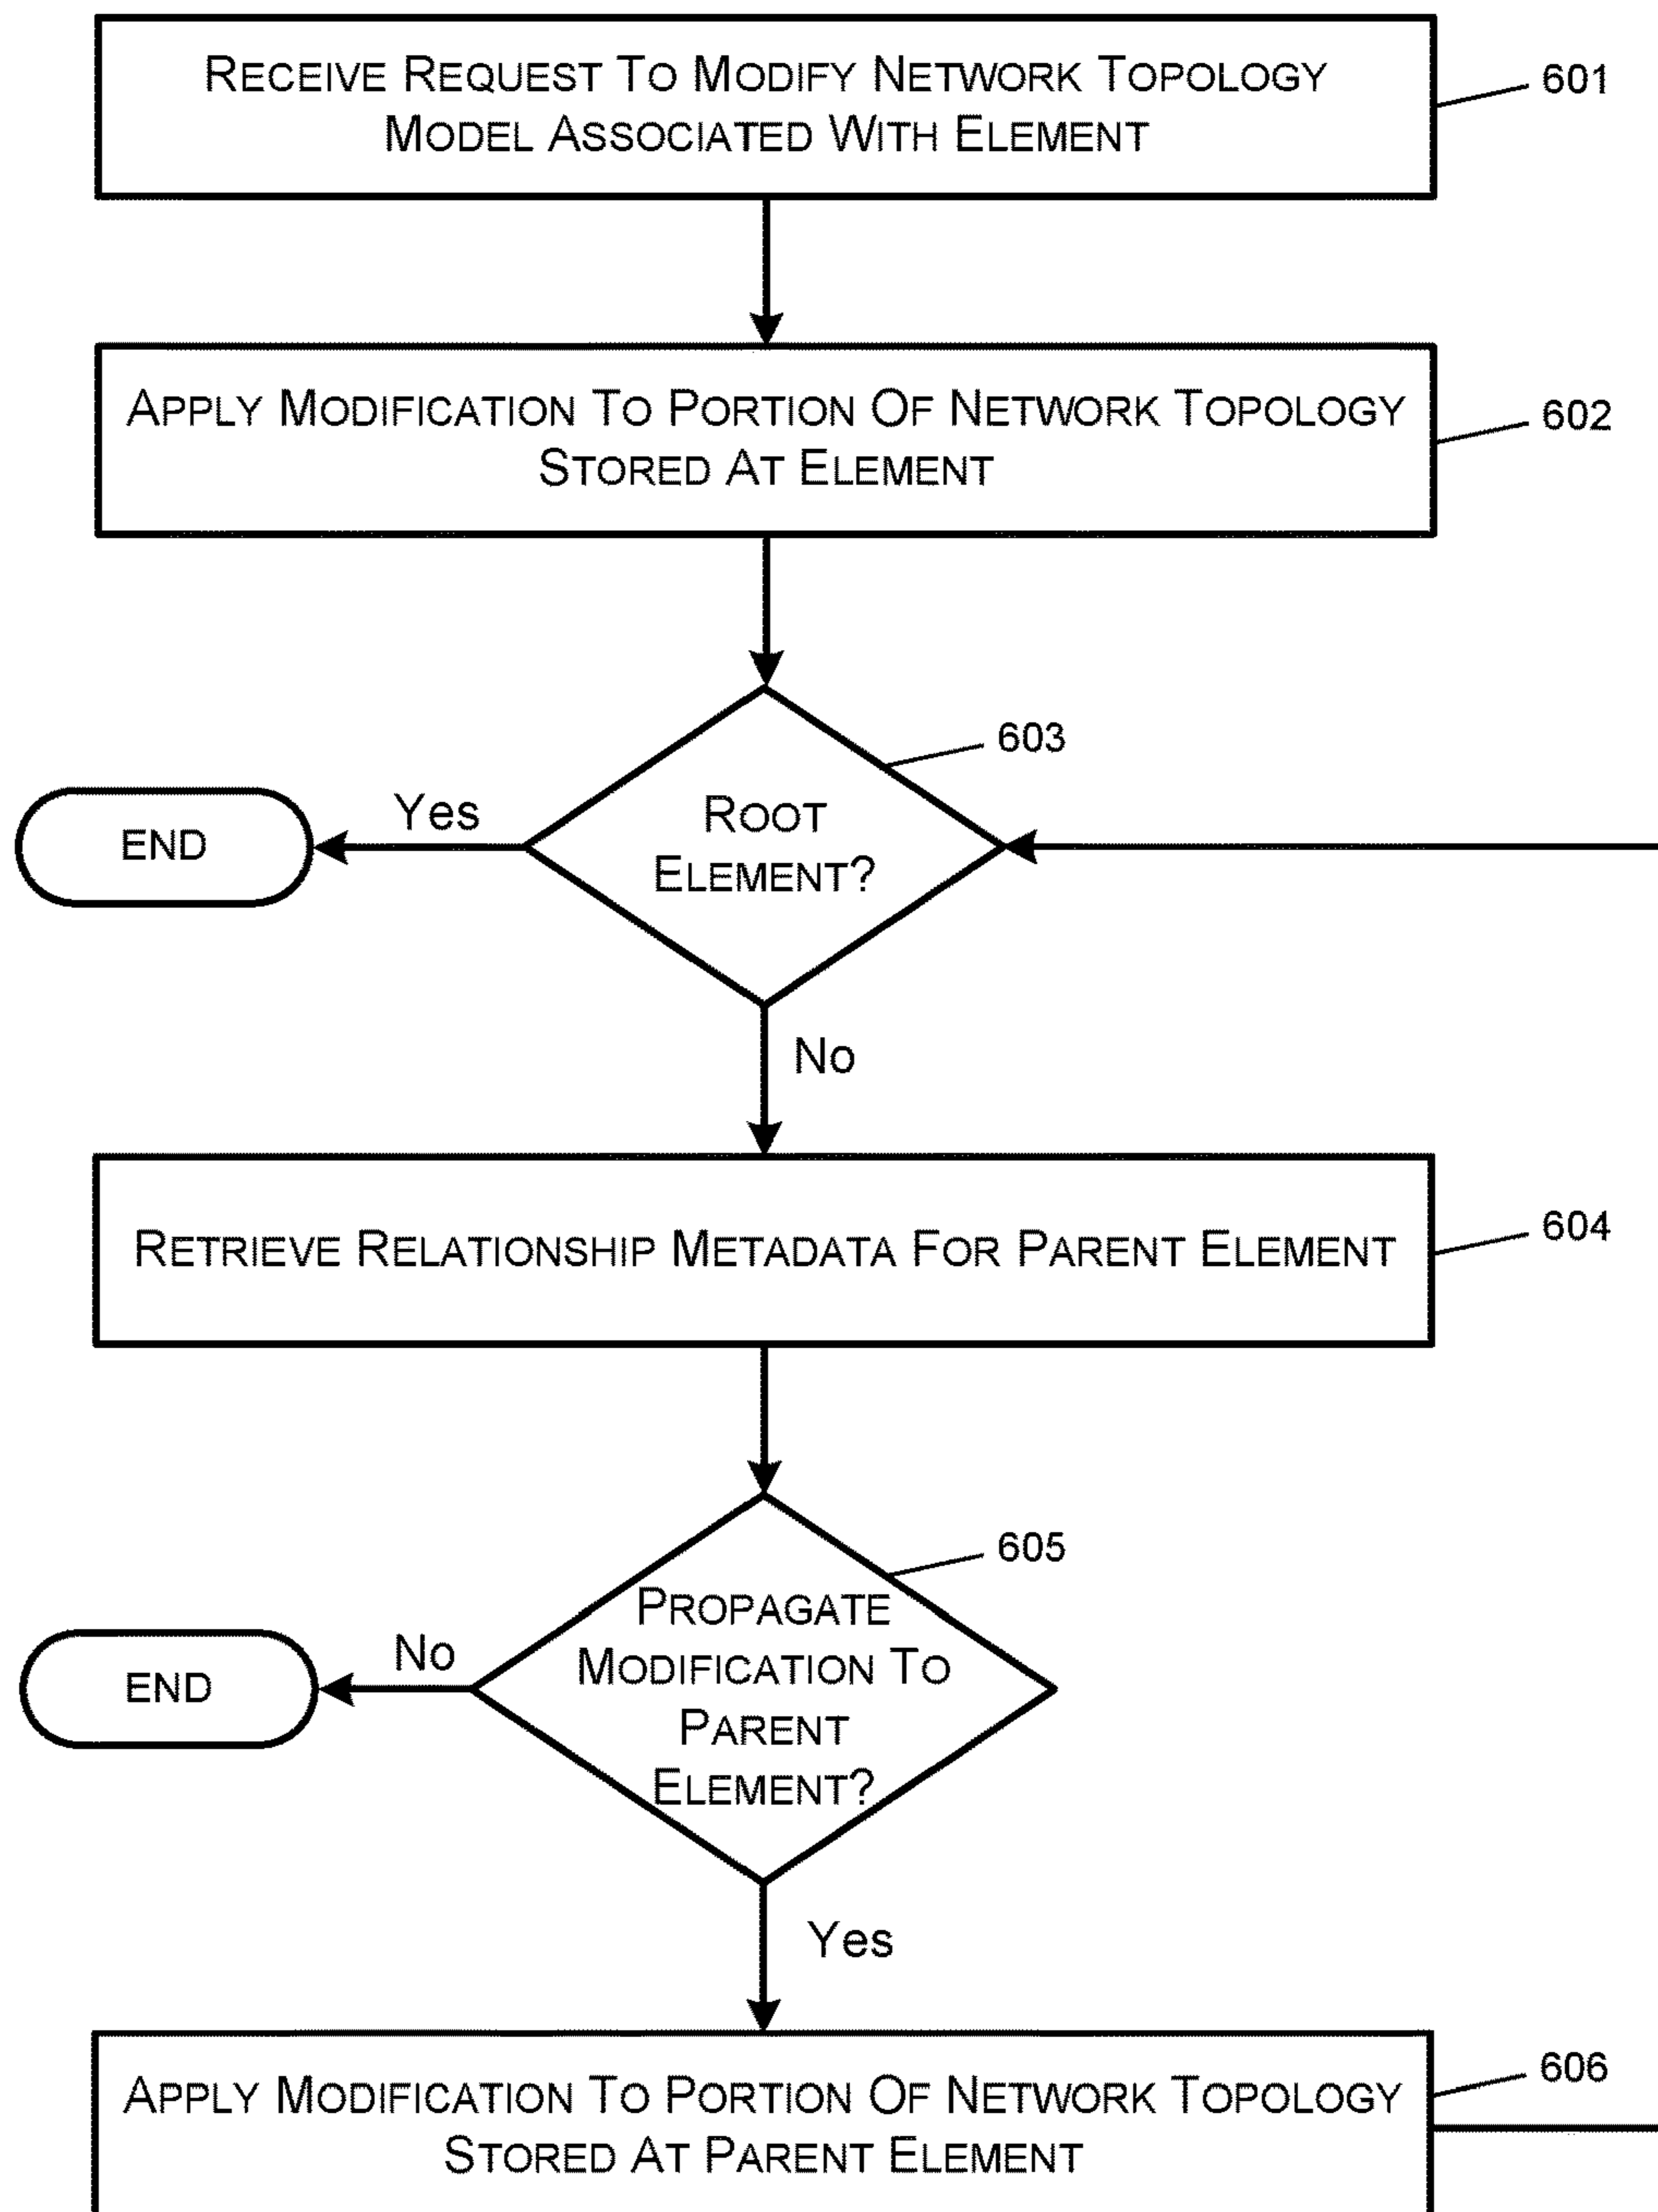 RECEIVE REQUEST TO MODIFY NETWORK TOPOLOGY
MODEL ASSOCIATED WITH ELEMENT
601
APPLY MODIFICATION TO PORTION OF NETWORK TOPOLOGY
STORED AT ELEMENT
602
603
ROOT
ELEMENT?
Yes
END
No
RETRIEVE RELATIONSHIP METADATA FOR PARENT ELEMENT
604
605
PROPAGATE
MODIFICATION TO
PARENT
ELEMENT?
No
END
Yes
APPLY MODIFICATION TO PORTION OF NETWORK TOPOLOGY
STORED AT PARENT ELEMENT
606